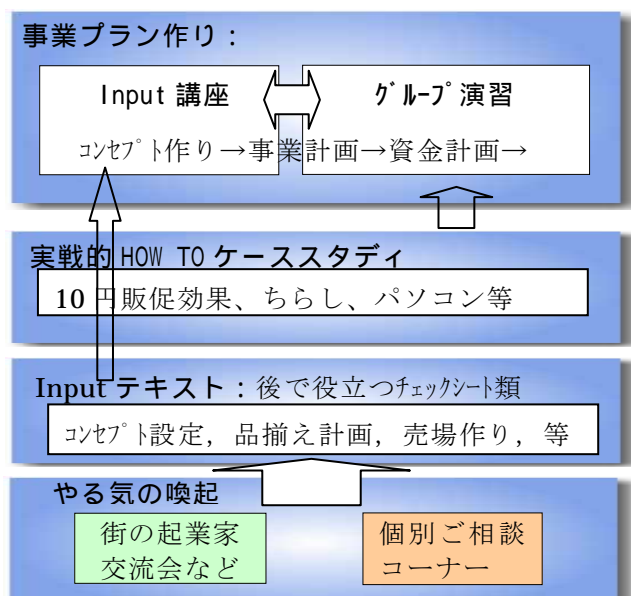 事業プラン作り：
Input 講座
グループ演習
コンセプト作り→事業計画→資金計画→
実戦的 HOW TO ケーススタディ
10 円販促効果、ちらし、パソコン等
Input テキスト：後で役立つチェックシート類
コンセプト設定，品揃え計画，売場作り，等
やる気の喚起
街の起業家
交流会など
個別ご相談
コーナー